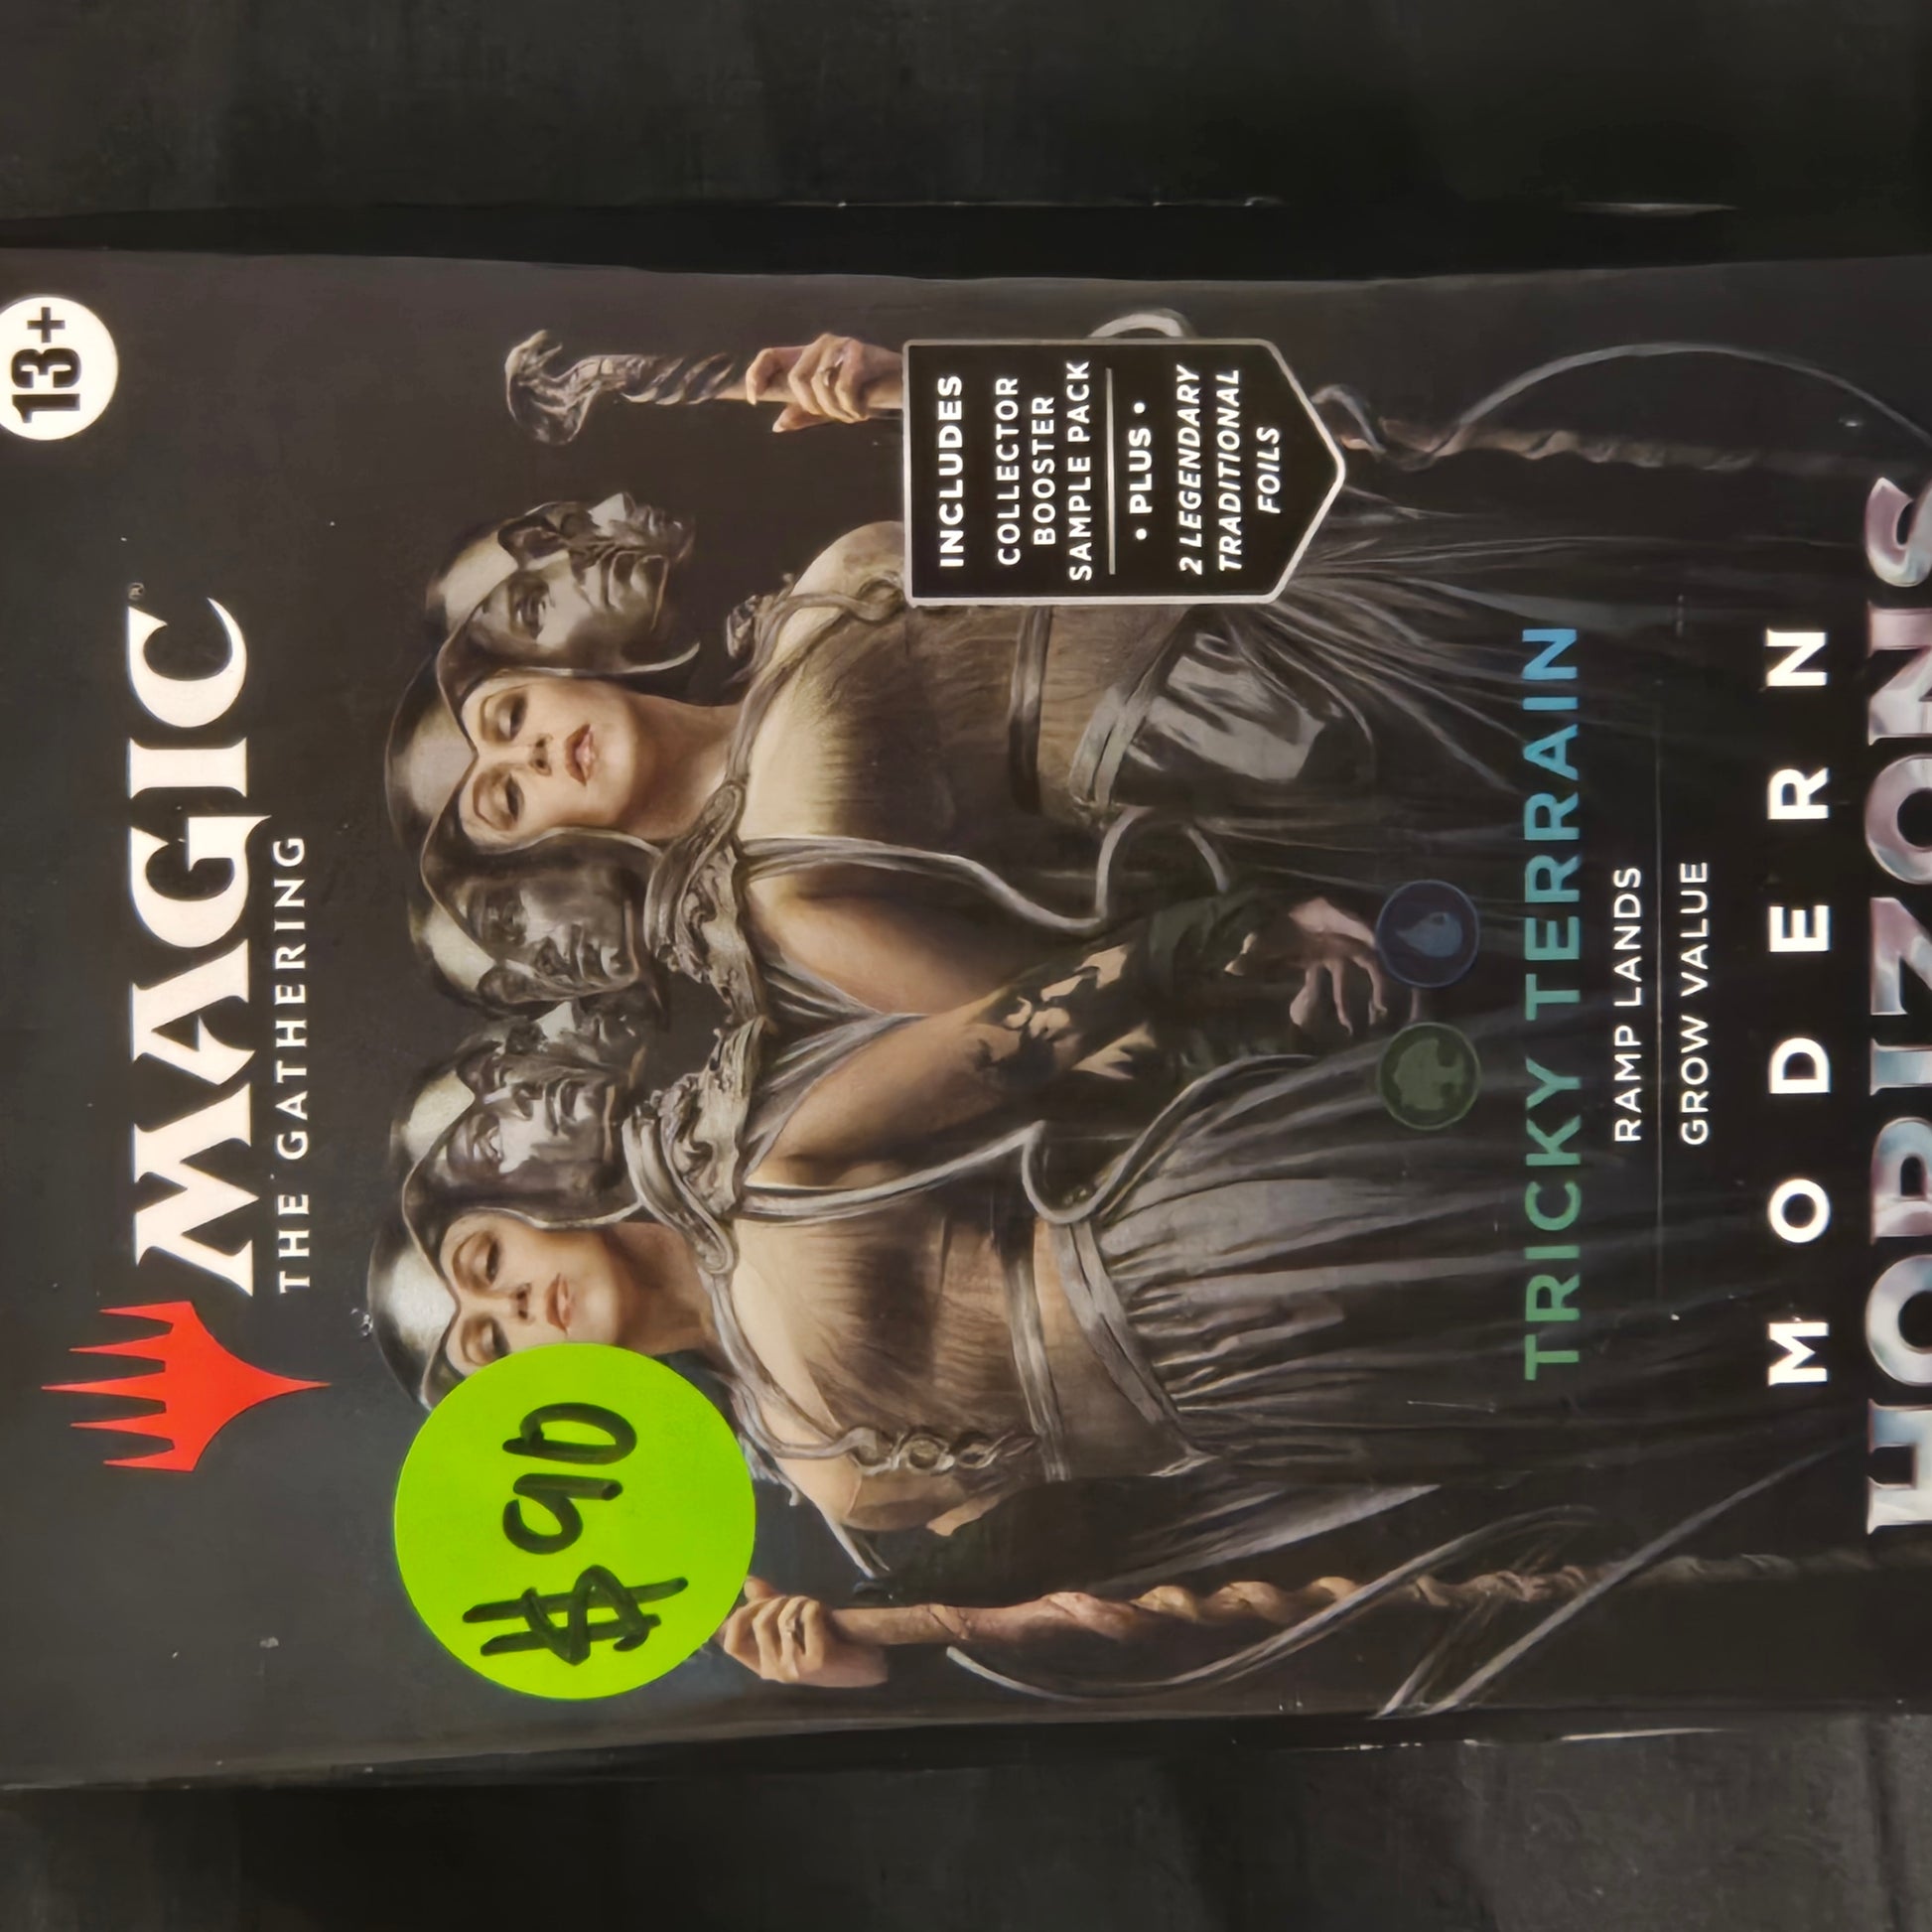 13+
MAGIC®
THE GATHERING
$90
INCLUDES
COLLECTOR
BOOSTER
SAMPLE PACK
• PLUS •
2 LEGENDARY
TRADITIONAL
FOILS
TRICKY TERRAIN
RAMP LANDS
GROW VALUE
MODERN
HORIZONS